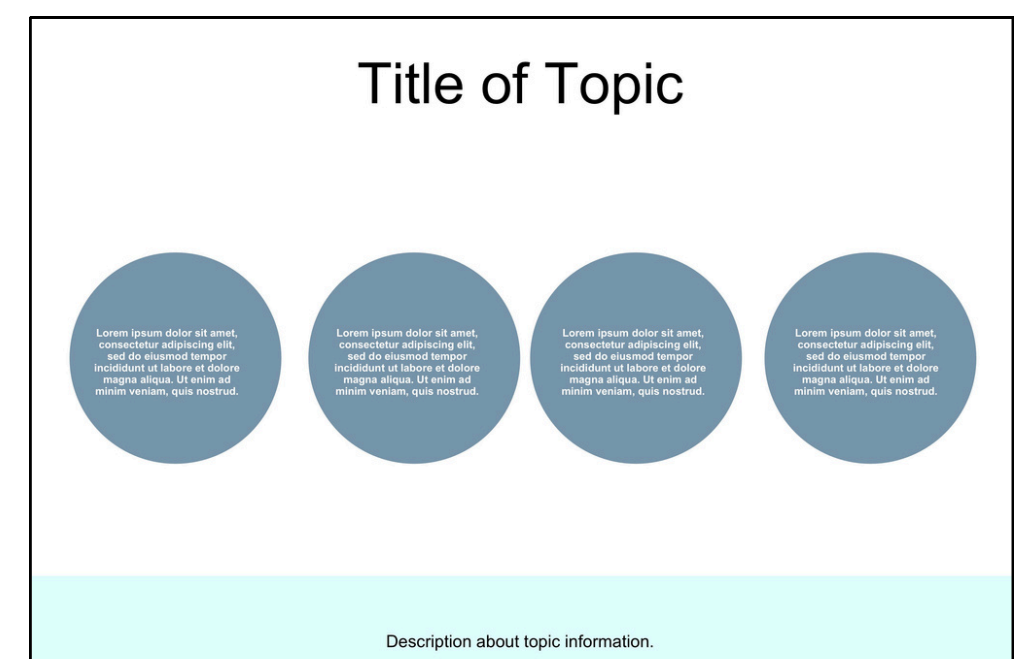 Title of Topic
Lorem ipsum dolor sit amet,
consectetur adipiscing elit,
sed do eiusmod tempor
incididunt ut labore et dolore
magna aliqua. Ut enim ad
minim veniam, quis nostrud.
Lorem ipsum dolor sit amet,
consectetur adipiscing elit,
sed do eiusmod tempor
incididunt ut labore et dolore
magna aliqua. Ut enim ad
minim veniam, quis nostrud.
Lorem ipsum dolor sit amet,
consectetur adipiscing elit,
sed do eiusmod tempor
incididunt ut labore et dolore
magna aliqua. Ut enim ad
minim veniam, quis nostrud.
Lorem ipsum dolor sit amet,
consectetur adipiscing elit,
sed do eiusmod tempor
incididunt ut labore et dolore
magna aliqua. Ut enim ad
minim veniam, quis nostrud.
Description about topic information.